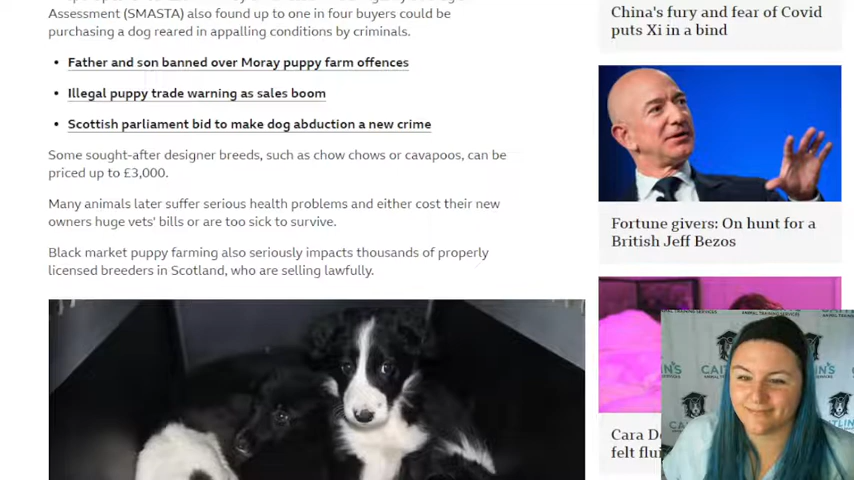 Assessment (SMASTA) also found up to one in four buyers could be
purchasing a dog reared in appalling conditions by criminals.
Father and son banned over Moray puppy farm offences
Illegal puppy trade warning as sales boom
Scottish parliament bid to make dog abduction a new crime
Some sought-after designer breeds, such as chow chows or cavapoos, can be
priced up to £3,000.
Many animals later suffer serious health problems and either cost their new
owners huge vets' bills or are too sick to survive.
Black market puppy farming also seriously impacts thousands of properly
licensed breeders in Scotland, who are selling lawfully.
China's fury and fear of Covid
puts Xi in a bind
Fortune givers: On hunt for a
British Jeff Bezos
Cara
felt
ANIMAL TRAINING SERVICES